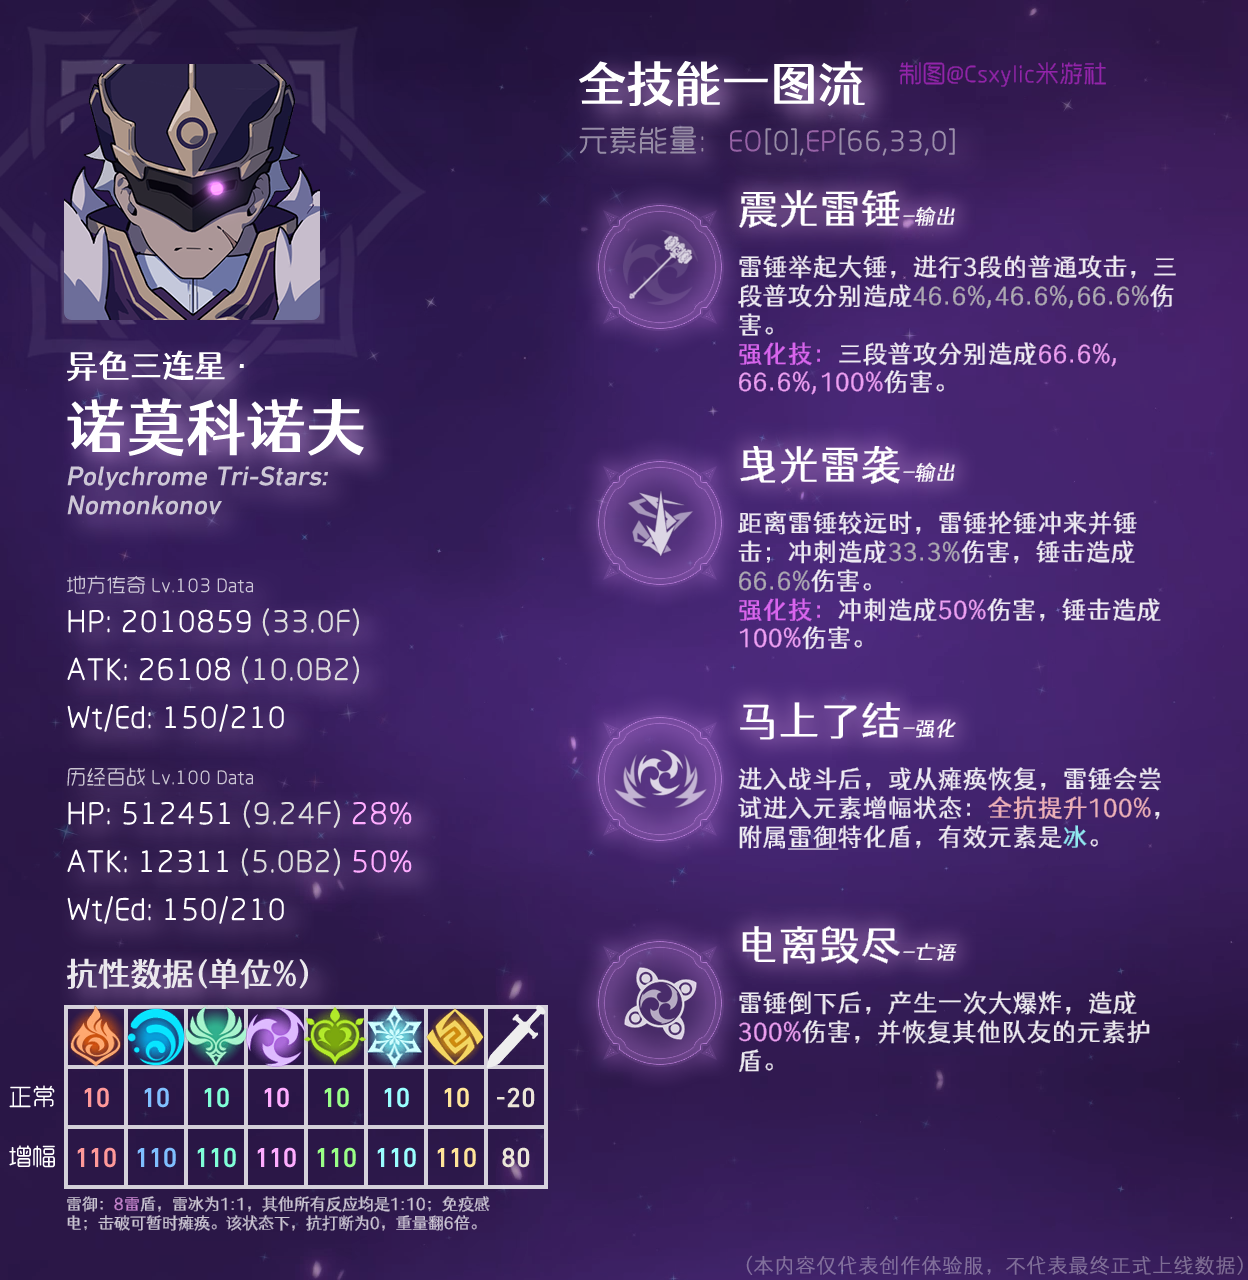 全技能一图流
制图@Csxylic米游社
元素能量: EO[0],EP[66,33,0]
异色三连星 ·
诺莫科诺夫
Polychrome Tri-Stars:
Nomonkonov
地方传奇 Lv.103 Data
HP: 2010859 (33.0F)
ATK: 26108 (10.0B2)
Wt/Ed: 150/210
历经百战 Lv.100 Data
HP: 512451 (9.24F) 28%
ATK: 12311 (5.0B2) 50%
Wt/Ed: 150/210
抗性数据(单位%)
正常 10 10 10 10 10 10 10 -20
增幅 110 110 110 110 110 110 110 80
雷御：8雷盾，雷冰为1:1，其他所有反应均是1:10；免疫感
电；击破可暂时瘫痪。该状态下，抗打断为0，重量翻6倍。
震光雷锤-输出
雷锤举起大锤，进行3段的普通攻击，三
段普攻分别造成46.6%,46.6%,66.6%伤
害。
强化技：三段普攻分别造成66.6%,
66.6%,100%伤害。
曳光雷袭-输出
距离雷锤较远时，雷锤抡锤冲来并锤
击；冲刺造成33.3%伤害，锤击造成
66.6%伤害。
强化技：冲刺造成50%伤害，锤击造成
100%伤害。
马上了结-强化
进入战斗后，或从瘫痪恢复，雷锤会尝
试进入元素增幅状态：全抗提升100%，
附属雷御特化盾，有效元素是冰。
电离毁尽-亡语
雷锤倒下后，产生一次大爆炸，造成
300%伤害，并恢复其他队友的元素护
盾。
(本内容仅代表创作体验服，不代表最终正式上线数据)